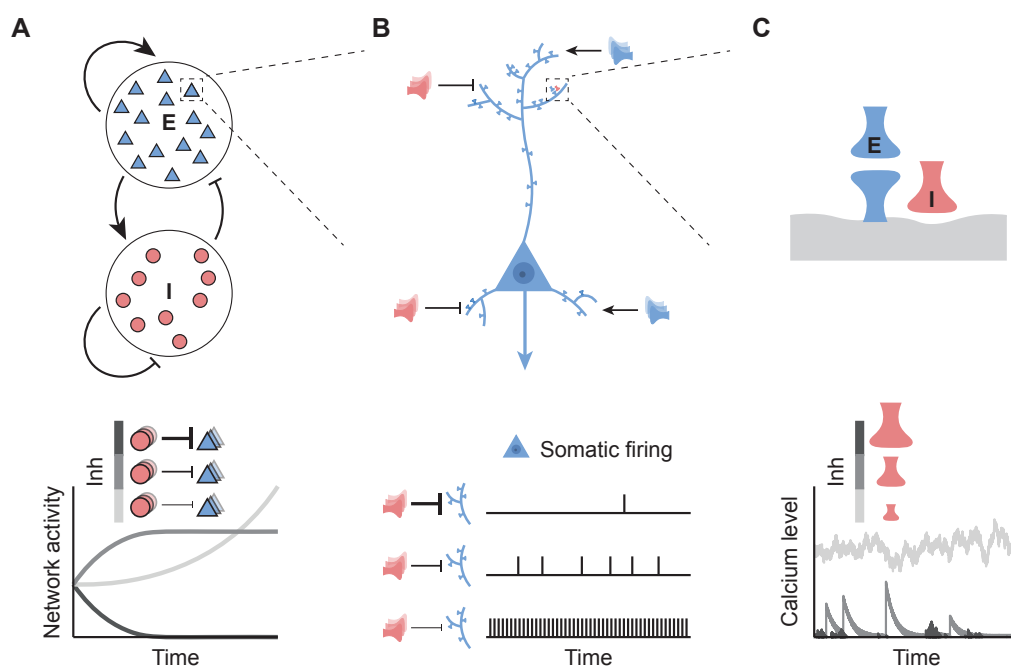 A
E
I
Inh
Network activity
Time
B
Somatic firing
Time
C
E
I
Inh
Calcium level
Time